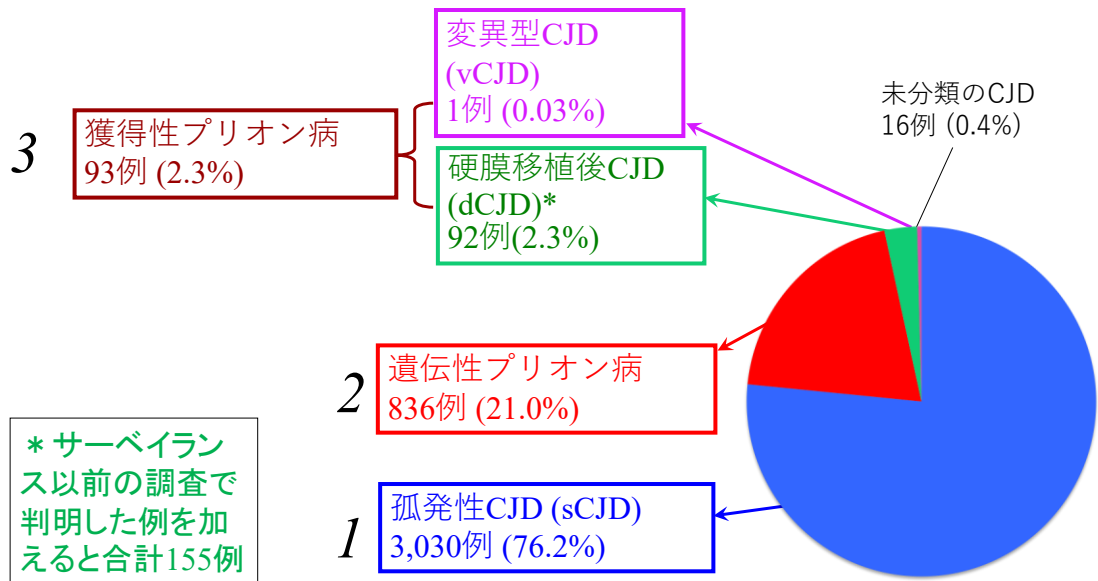 変異型CJD
(vCJD)
1例 (0.03%)
未分類のCJD
16例 (0.4%)
3
獲得性プリオン病
93例 (2.3%)
硬膜移植後CJD
(dCJD)*
92例(2.3%)
2
遺伝性プリオン病
836例 (21.0%)
1
孤発性CJD (sCJD)
3,030例 (76.2%)
＊サーベイラン
ス以前の調査で
判明した例を加
えると合計155例